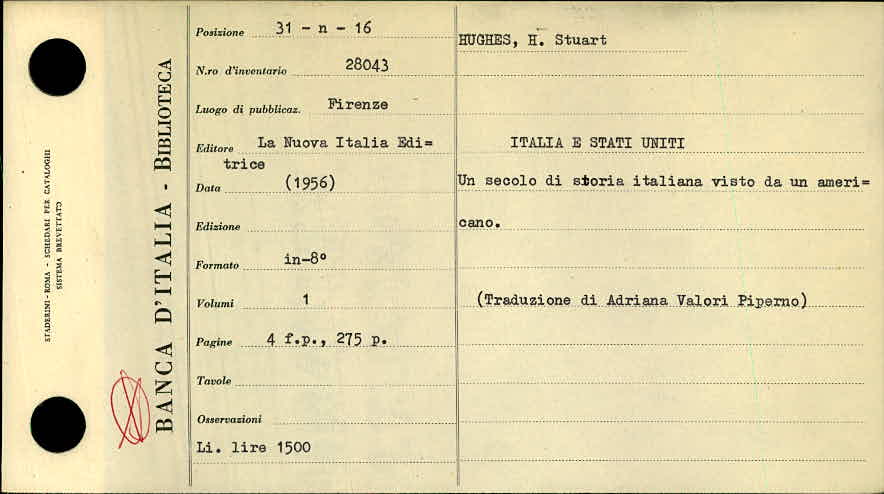 STADERINI - ROMA - SCHEDARI PER CATALOGHI
SISTEMA BREVETTATO
BANCA D'ITALIA - BIBLIOTECA
Posizione 31 - n - 16
N.ro d'inventario 28043
Luogo di pubblicaz. Firenze
Editore La Nuova Italia Edi=
trice
Data (1956)
Edizione
Formato in-8°
Volumi 1
Pagine 4 f.p., 275 p.
Tavole
Osservazioni
Li. lire 1500
HUGHES, H. Stuart
ITALIA E STATI UNITI
Un secolo di storia italiana visto da un ameri=
cano.
(Traduzione di Adriana Valori Piperno)